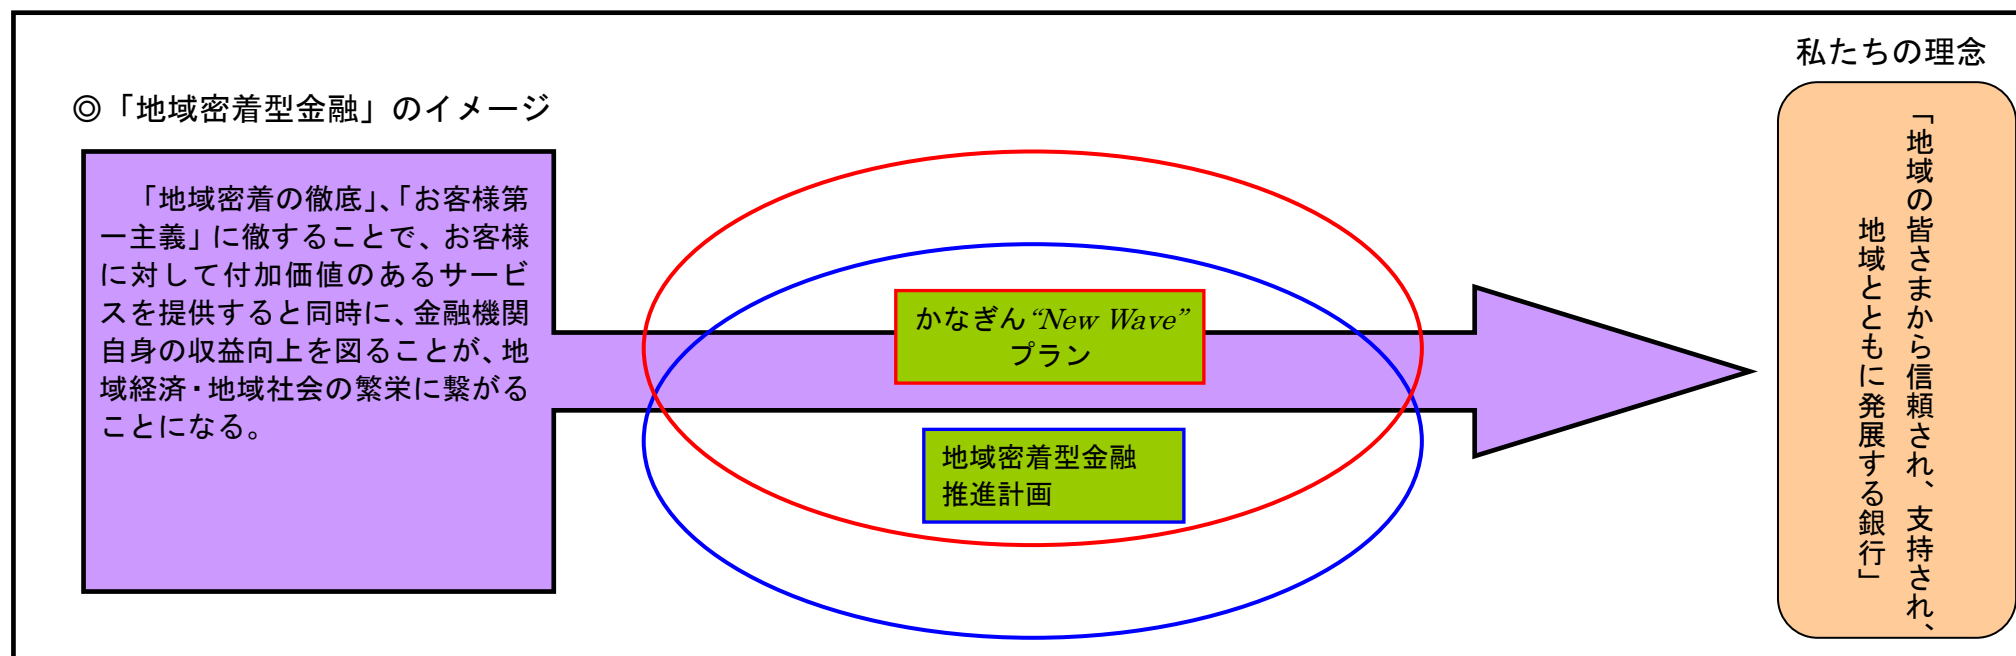 ◎「地域密着型金融」のイメージ
「地域密着の徹底」、「お客様第
一主義」に徹することで、お客様
に対して付加価値のあるサービ
スを提供すると同時に、金融機関
自身の収益向上を図ることが、地
域経済・地域社会の繁栄に繋がる
ことになる。
かなぎん“New Wave”
プラン
地域密着型金融
推進計画
私たちの理念
「地域の皆さまから信頼され、支持され、
地域とともに発展する銀行」